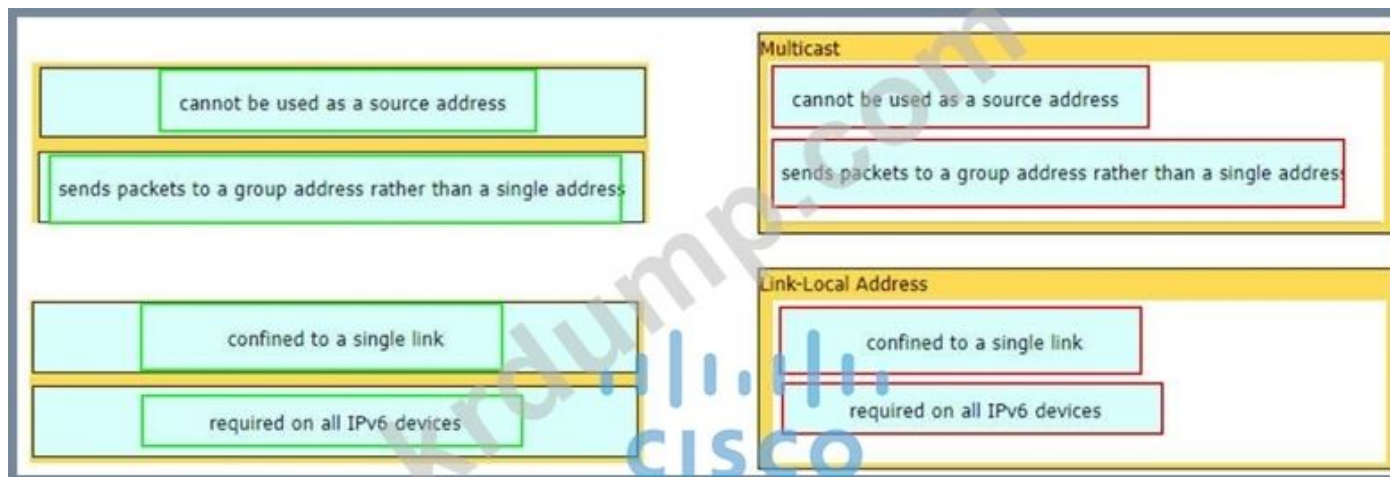 cannot be used as a source address
sends packets to a group address rather than a single address
confined to a single link
required on all IPv6 devices
Multicast
cannot be used as a source address
sends packets to a group address rather than a single address
Link-Local Address
confined to a single link
required on all IPv6 devices
krdump.com
CISCO